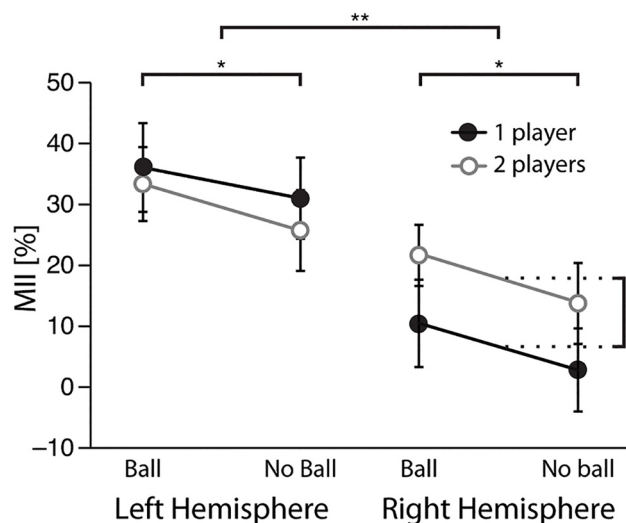 **
*
*
50
40
30
20
10
0
–10
MII [%]
1 player
2 players
Ball
No Ball
Ball
No ball
Left Hemisphere
Right Hemisphere